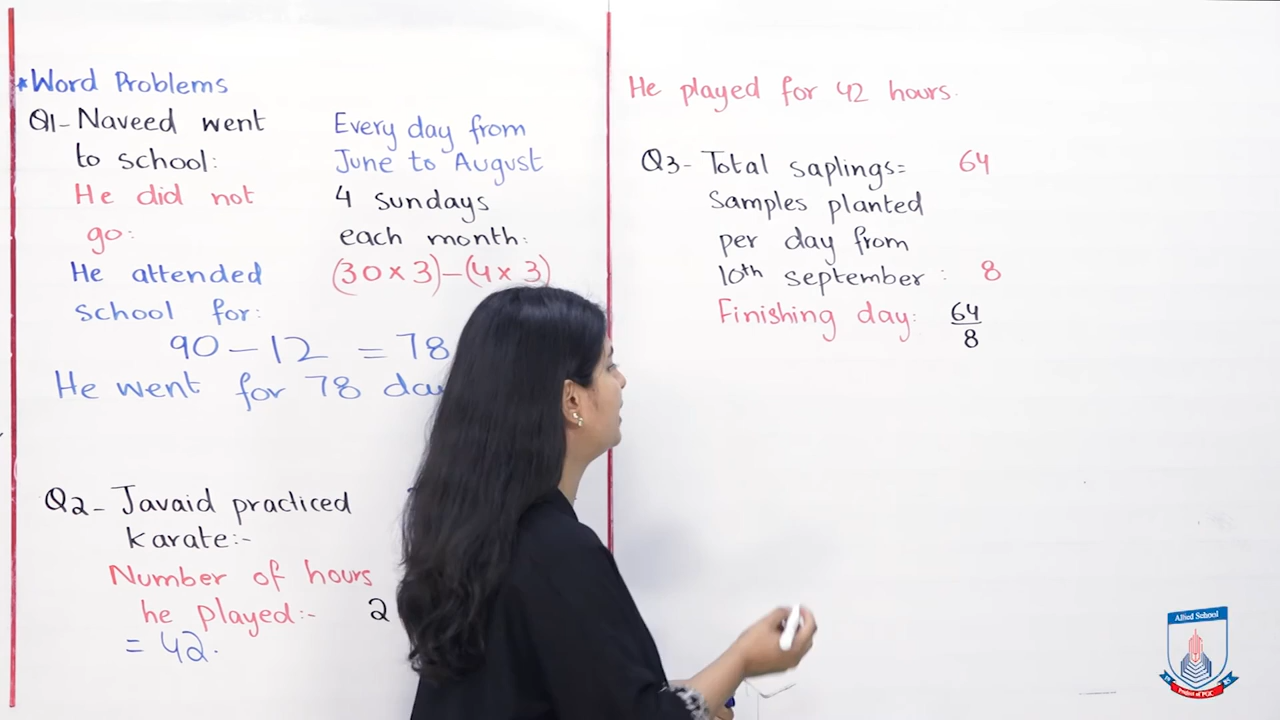 *Word Problems
Q1- Naveed went
to school:
He did not
go:
He attended
school for:
Every day from
June to August
4 sundays
each month:
(30 x 3) - (4 x 3)
90 - 12 = 78
He went for 78
Q2- Javaid practiced
karate:-
Number of hours
he played:- 2
= 42.
He played for 42 hours.
Q3- Total saplings= 64
Samples planted
per day from
10th september : 8
Finishing day: 64/8
Allied School
Project of PGC